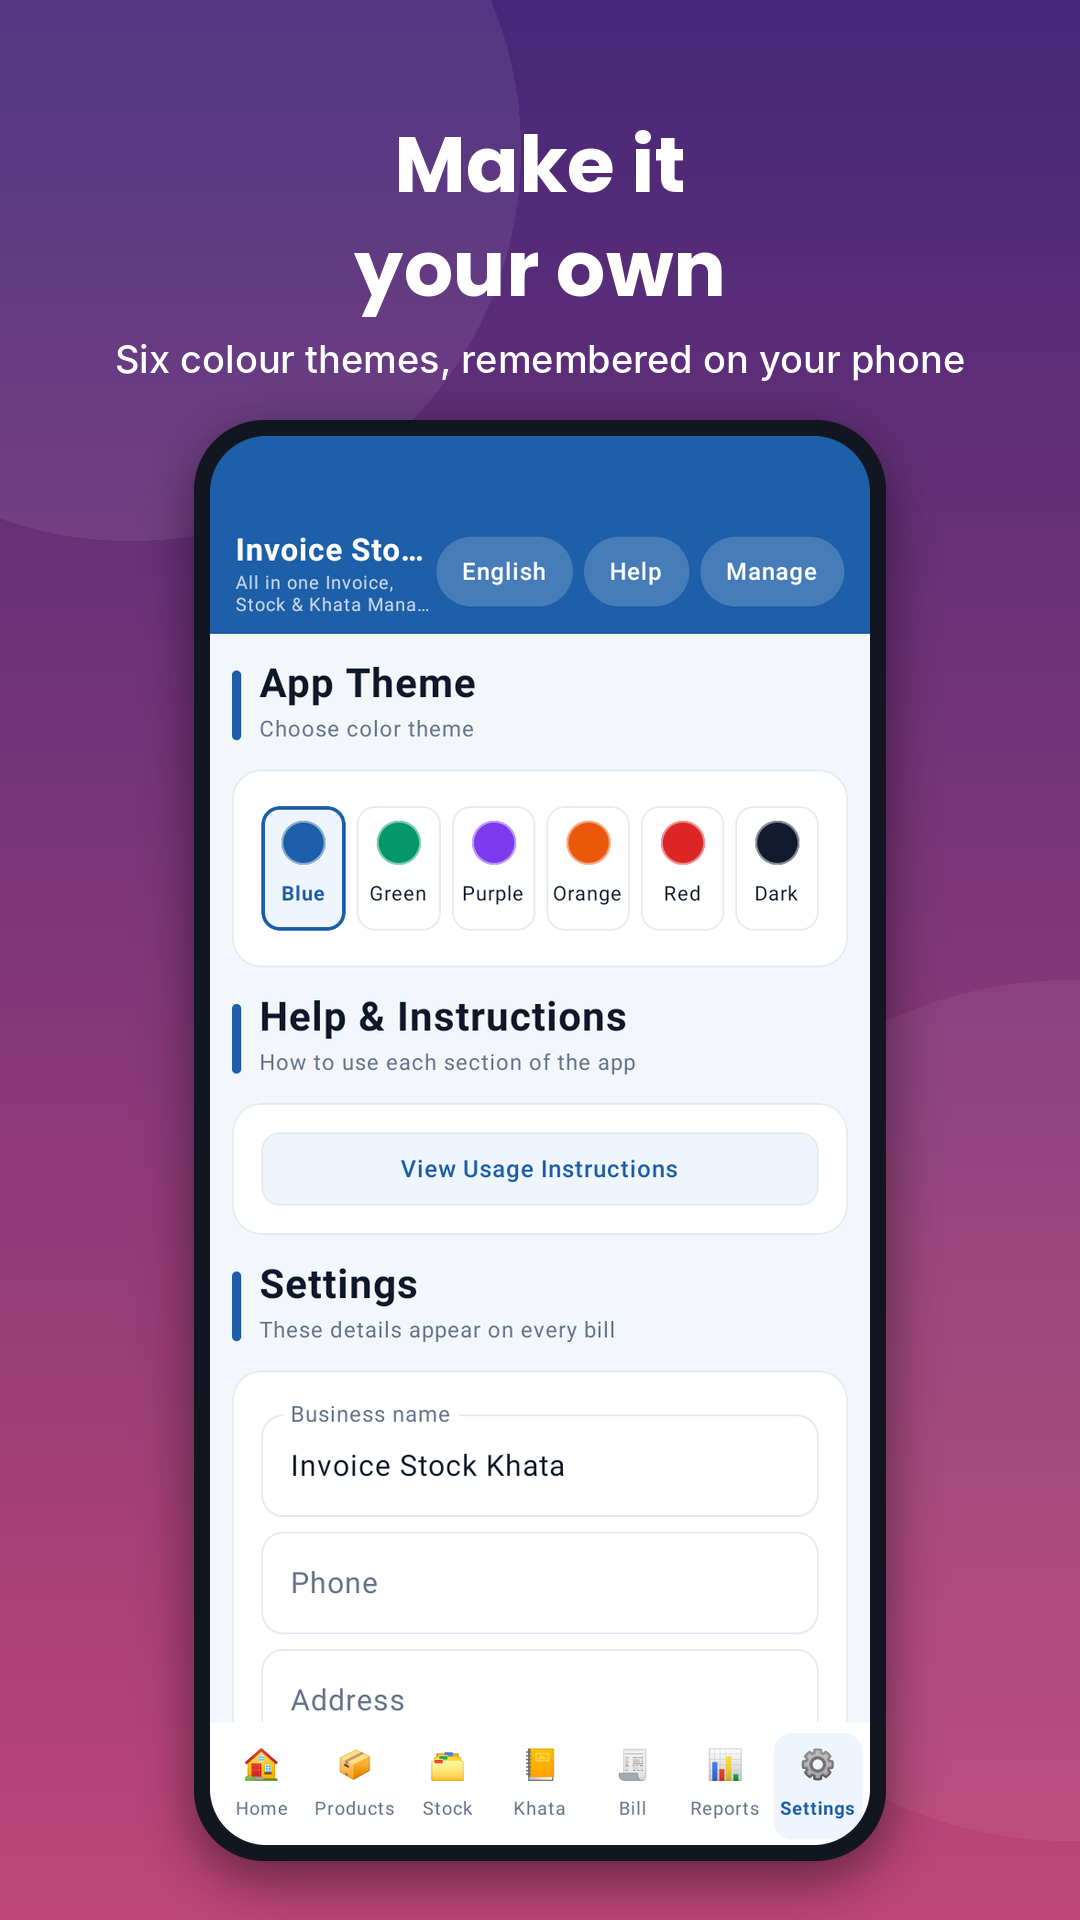 Make it
your own
Six colour themes, remembered on your phone
Invoice Sto...
All in one Invoice,
Stock & Khata Mana...
English
Help
Manage
App Theme
Choose color theme
Blue
Green
Purple
Orange
Red
Dark
Help & Instructions
How to use each section of the app
View Usage Instructions
Settings
These details appear on every bill
Business name
Invoice Stock Khata
Phone
Address
Home
Products
Stock
Khata
Bill
Reports
Settings